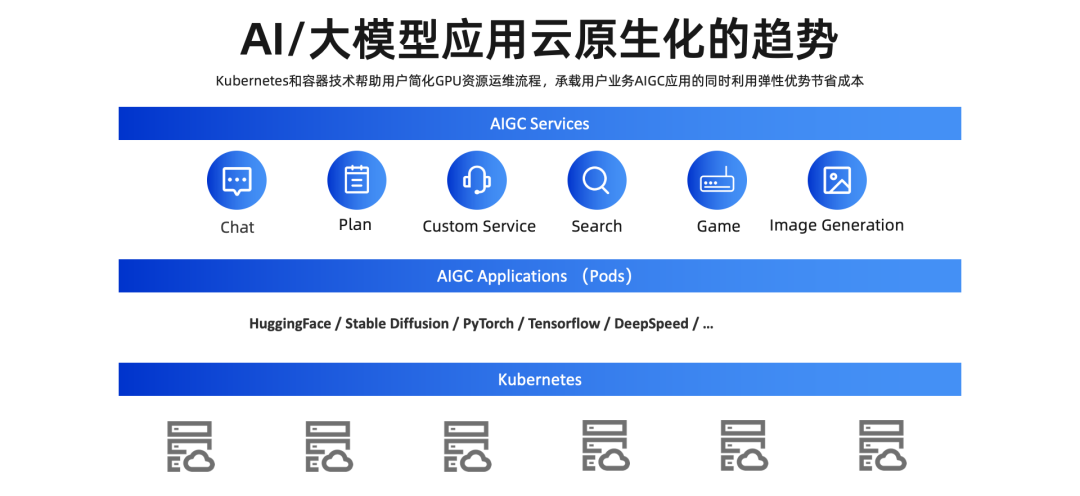 AI/大模型应用云原生化的趋势
Kubernetes和容器技术帮助用户简化GPU资源运维流程，承载用户业务AIGC应用的同时利用弹性优势节省成本
AIGC Services
Chat
Plan
Custom Service
Search
Game
Image Generation
AIGC Applications （Pods）
HuggingFace / Stable Diffusion / PyTorch / Tensorflow / DeepSpeed / ...
Kubernetes